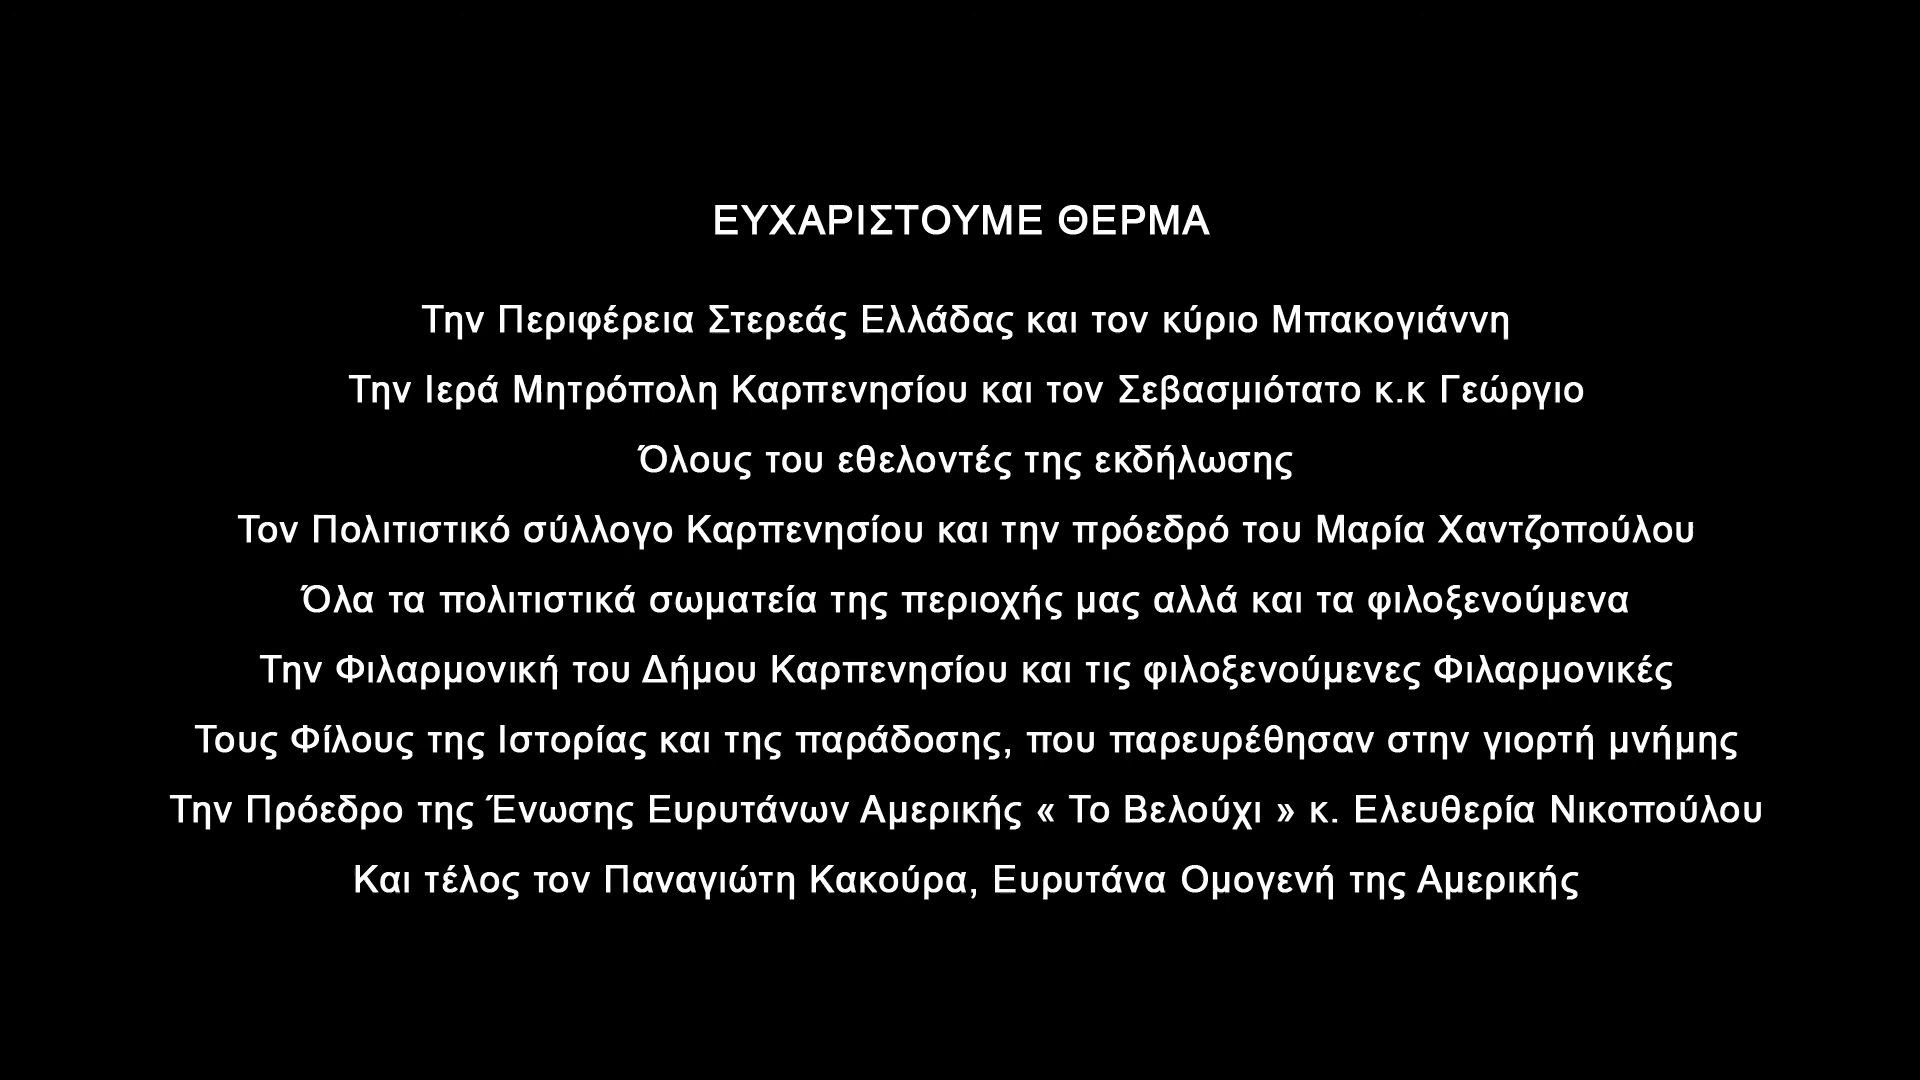 ΕΥΧΑΡΙΣΤΟΥΜΕ ΘΕΡΜΑ
Την Περιφέρεια Στερεάς Ελλάδας και τον κύριο Μπακογιάννη
Την Ιερά Μητρόπολη Καρπενησίου και τον Σεβασμιότατο κ.κ Γεώργιο
Όλους του εθελοντές της εκδήλωσης
Τον Πολιτιστικό σύλλογο Καρπενησίου και την πρόεδρό του Μαρία Χαντζοπούλου
Όλα τα πολιτιστικά σωματεία της περιοχής μας αλλά και τα φιλοξενούμενα
Την Φιλαρμονική του Δήμου Καρπενησίου και τις φιλοξενούμενες Φιλαρμονικές
Τους Φίλους της Ιστορίας και της παράδοσης, που παρευρέθησαν στην γιορτή μνήμης
Την Πρόεδρο της Ένωσης Ευρυτάνων Αμερικής « Το Βελούχι » κ. Ελευθερία Νικοπούλου
Και τέλος τον Παναγιώτη Κακούρα, Ευρυτάνα Ομογενή της Αμερικής